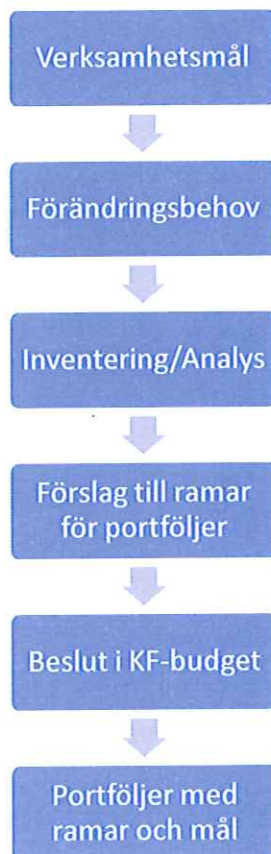 Verksamhetsmål
Förändringsbehov
Inventering/Analys
Förslag till ramar
för portföljer
Beslut i KF-budget
Portföljer med
ramar och mål